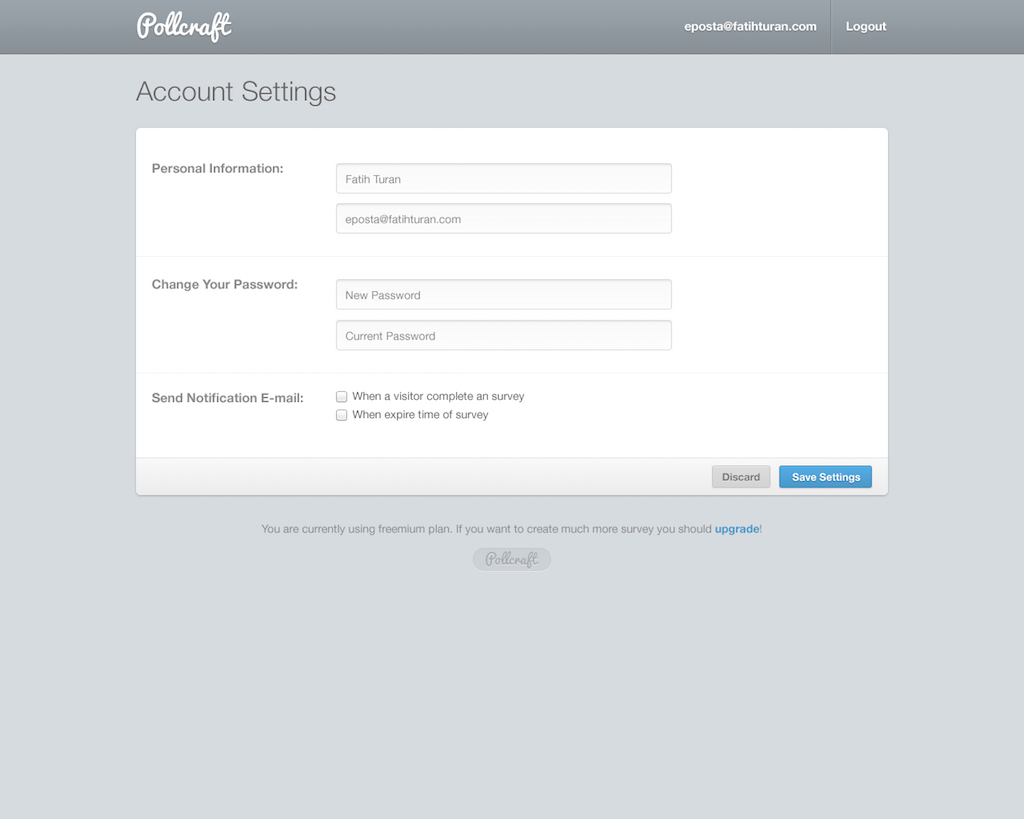 Pollcraft
eposta@fatihturan.com
Logout
Account Settings
Personal Information:
Fatih Turan
eposta@fatihturan.com
Change Your Password:
New Password
Current Password
Send Notification E-mail:
When a visitor complete an survey
When expire time of survey
Discard
Save Settings
You are currently using freemium plan. If you want to create much more survey you should upgrade!
Pollcraft